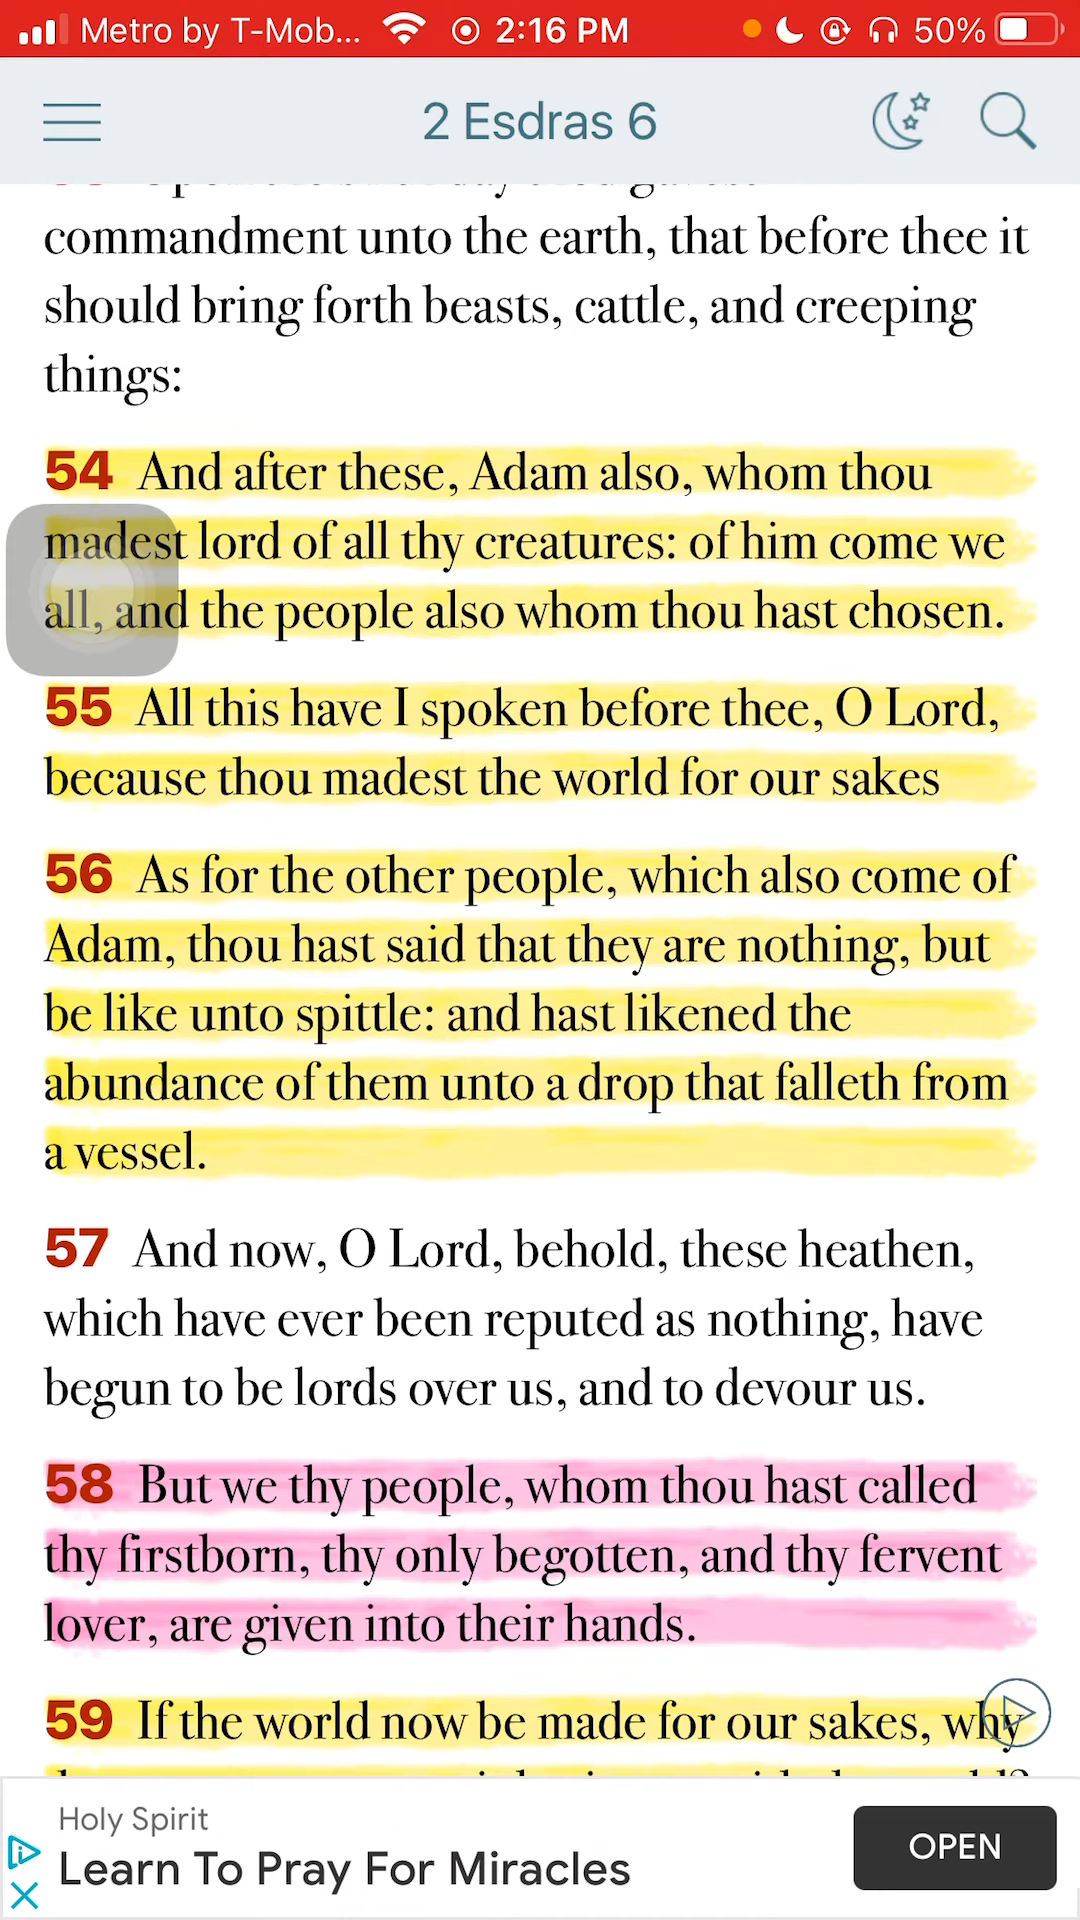 Metro by T-Mob... 2:16 PM 50%
2 Esdras 6
commandment unto the earth, that before thee it
should bring forth beasts, cattle, and creeping
things:
54 And after these, Adam also, whom thou
madest lord of all thy creatures: of him come we
all, and the people also whom thou hast chosen.
55 All this have I spoken before thee, O Lord,
because thou madest the world for our sakes
56 As for the other people, which also come of
Adam, thou hast said that they are nothing, but
be like unto spittle: and hast likened the
abundance of them unto a drop that falleth from
a vessel.
57 And now, O Lord, behold, these heathen,
which have ever been reputed as nothing, have
begun to be lords over us, and to devour us.
58 But we thy people, whom thou hast called
thy firstborn, thy only begotten, and thy fervent
lover, are given into their hands.
59 If the world now be made for our sakes, why
Holy Spirit
Learn To Pray For Miracles
OPEN